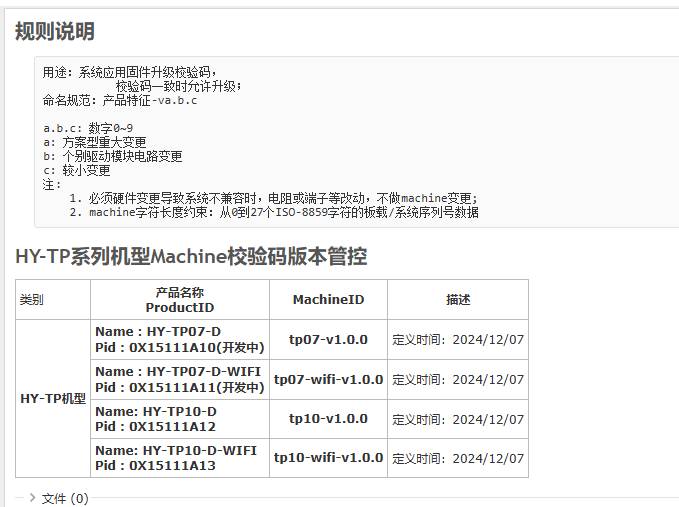 规则说明
用途: 系统应用固件升级校验码,
校验码一致时允许升级;
命名规范: 产品特征-va.b.c
a.b.c: 数字0~9
a: 方案型重大变更
b: 个别驱动模块电路变更
c: 较小变更
注:
1. 必须硬件变更导致系统不兼容时, 电阻或端子等改动, 不做machine变更;
2. machine字符长度约束: 从0到27个ISO-8859字符的板载/系统序列号数据
HY-TP系列机型Machine校验码版本管控
类别 产品名称 ProductID MachineID 描述
HY-TP机型
Name : HY-TP07-D
Pid : 0X15111A10(开发中)
tp07-v1.0.0
定义时间: 2024/12/07
Name : HY-TP07-D-WIFI
Pid : 0X15111A11(开发中)
tp07-wifi-v1.0.0
定义时间: 2024/12/07
Name: HY-TP10-D
Pid : 0X15111A12
tp10-v1.0.0
定义时间: 2024/12/07
Name: HY-TP10-D-WIFI
Pid : 0X15111A13
tp10-wifi-v1.0.0
定义时间: 2024/12/07
文件 (0)